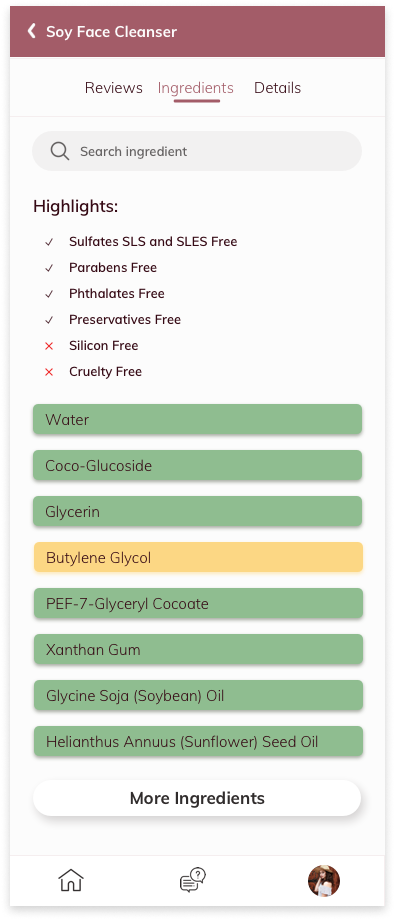 Soy Face Cleanser
Reviews Ingredients Details
Search ingredient
Highlights:
Sulfates SLS and SLES Free
Parabens Free
Phthalates Free
Preservatives Free
Silicon Free
Cruelty Free
Water
Coco-Glucoside
Glycerin
Butylene Glycol
PEF-7-Glyceryl Cocoate
Xanthan Gum
Glycine Soja (Soybean) Oil
Helianthus Annuus (Sunflower) Seed Oil
More Ingredients